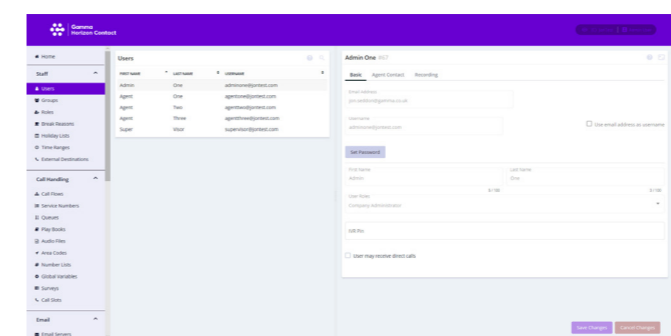 Gamma
Horizon Contact
Home
Staff
Users
Groups
Roles
Break Reasons
Holiday Lists
Time Ranges
External Destinations
Call Handling
Call Flows
Service Numbers
Queues
Play Books
Audio Files
Area Codes
Number Lists
Global Variables
Surveys
Call Slots
Email
Email Servers
Users
FIRST NAME LAST NAME USERNAME
Admin One adminone@jontest.com
Agent One agentone@jontest.com
Agent Two agenttwo@jontest.com
Agent Three agentthree@jontest.com
Super Visor supervisor@jontest.com
Admin One
Basic Agent Contact Recording
Email Address
Username
adminone@jontest.com
Use email address as username
Set Password
First Name Last Name
Admin One
User Roles
Company Administrator
IVR Pin
User may receive direct calls
Save Changes Cancel Changes